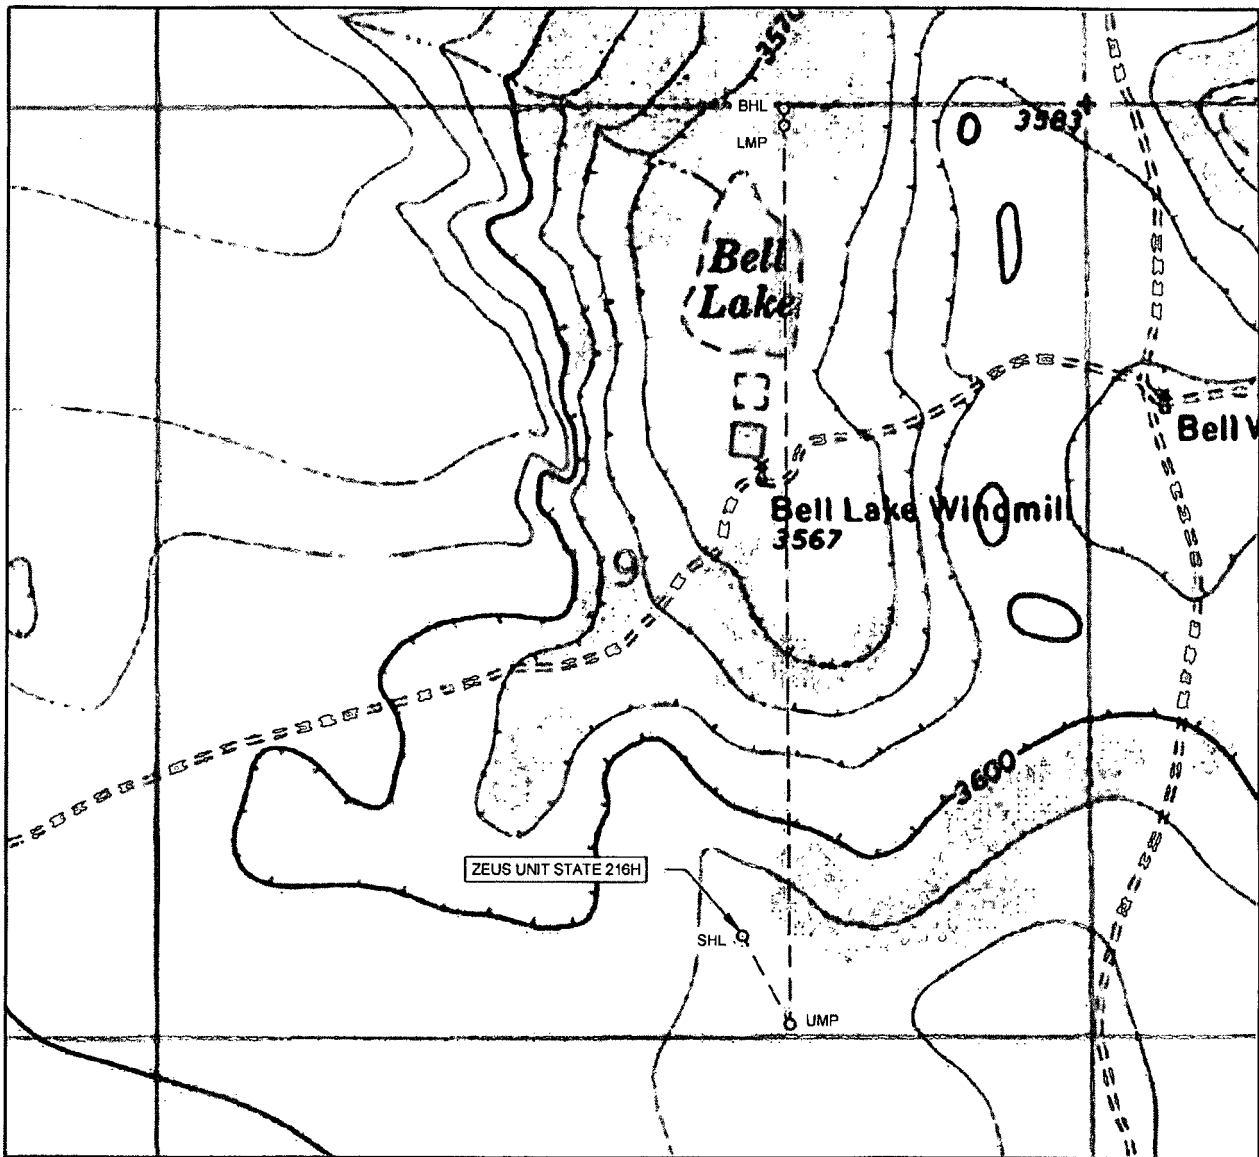 3570
BHL
3583
LMP
Bell
Lake
Bell
Bell Lake Windmill
3567
9
3600
ZEUS UNIT STATE 216H
SHL
UMP